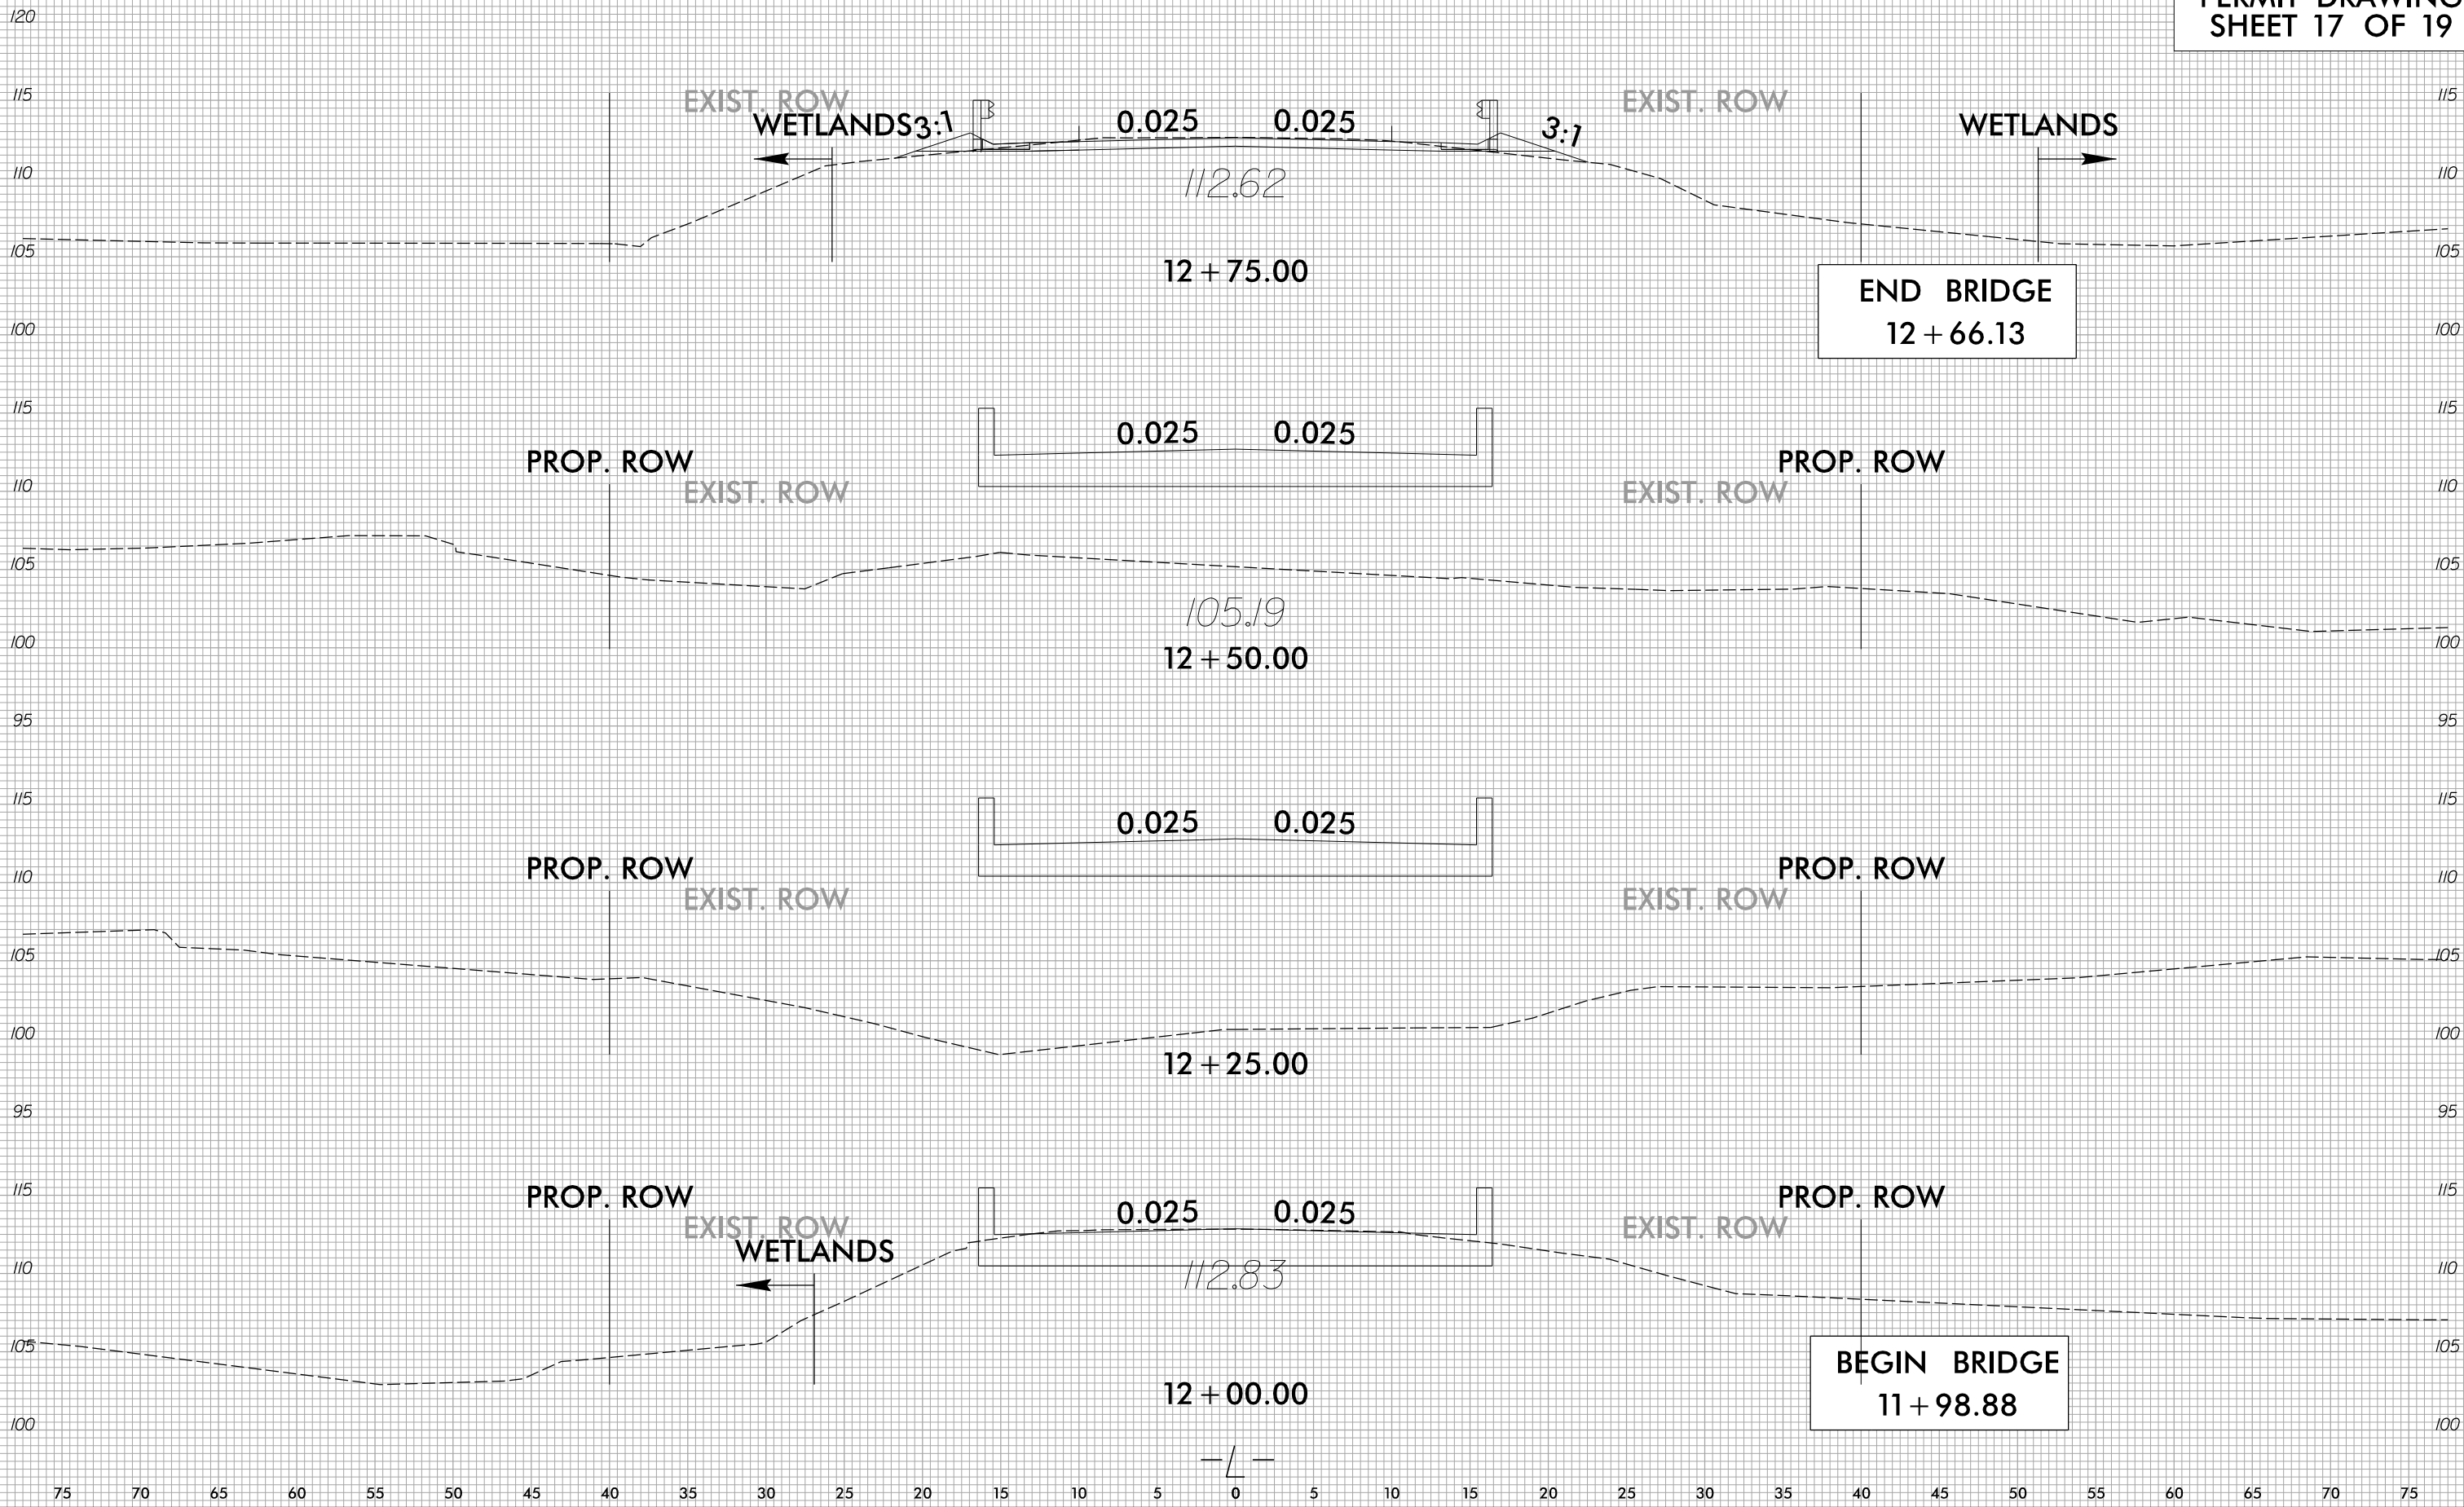 PERMIT DRAWING
SHEET 17 OF 19
120
115 EXIST. ROW EXIST. ROW 115
WETLANDS 3:1 0.025 0.025 3:1 WETLANDS
110 112.62 110
105 105
12+75.00
END BRIDGE
12+66.13
100 100
115 115
0.025 0.025
PROP. ROW PROP. ROW
110 EXIST. ROW EXIST. ROW 110
105 105
105.19
100 100
12+50.00
95 95
115 115
0.025 0.025
PROP. ROW PROP. ROW
110 110
EXIST. ROW EXIST. ROW
105 105
100 100
12+25.00
95 95
115 PROP. ROW PROP. ROW 115
0.025 0.025
EXIST. ROW EXIST. ROW
WETLANDS
110 112.83 110
105 105
BEGIN BRIDGE
11+98.88
12+00.00
100 100
-L-
75 70 65 60 55 50 45 40 35 30 25 20 15 10 5 0 5 10 15 20 25 30 35 40 45 50 55 60 65 70 75